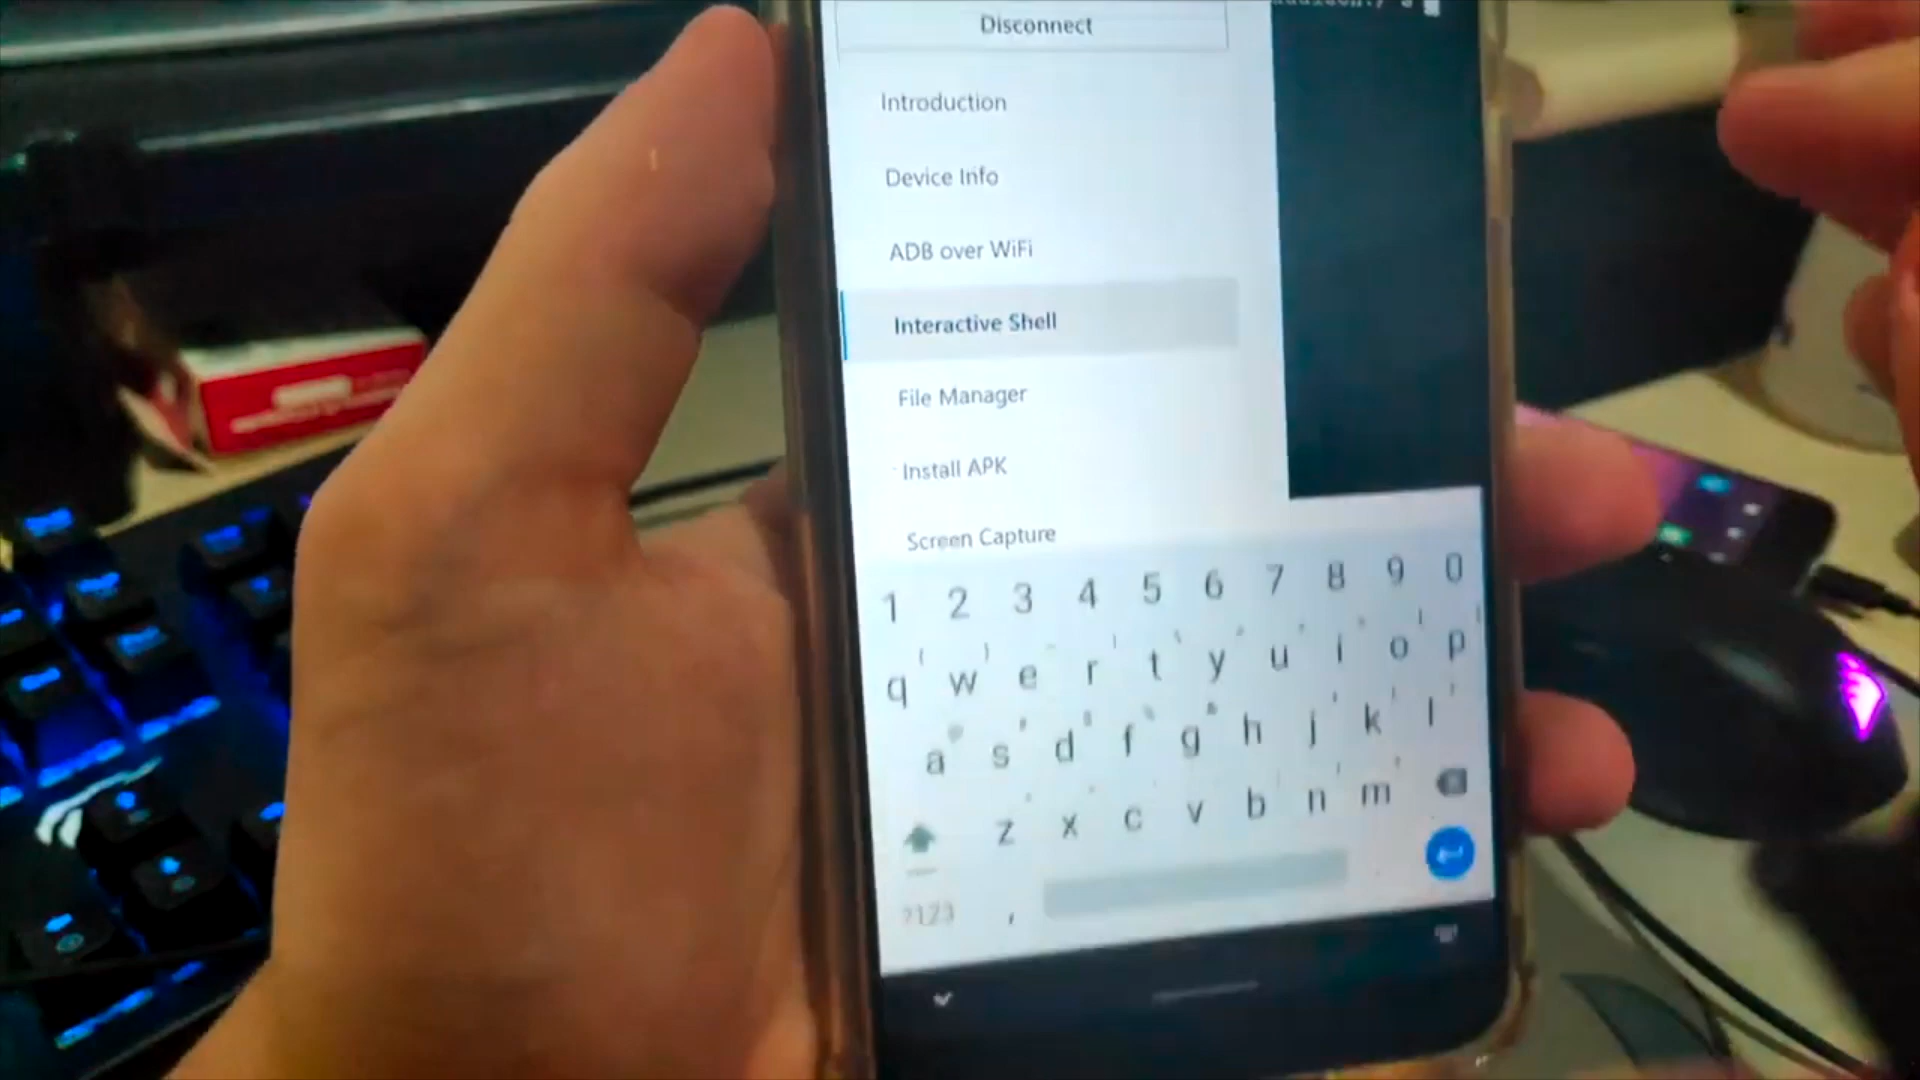 Disconnect
Introduction
Device Info
ADB over WiFi
Interactive Shell
File Manager
Install APK
Screen Capture
1 2 3 4 5 6 7 8 9 0
q w e r t y u i o p
a s d f g h j k l
z x c v b n m
?123 ,